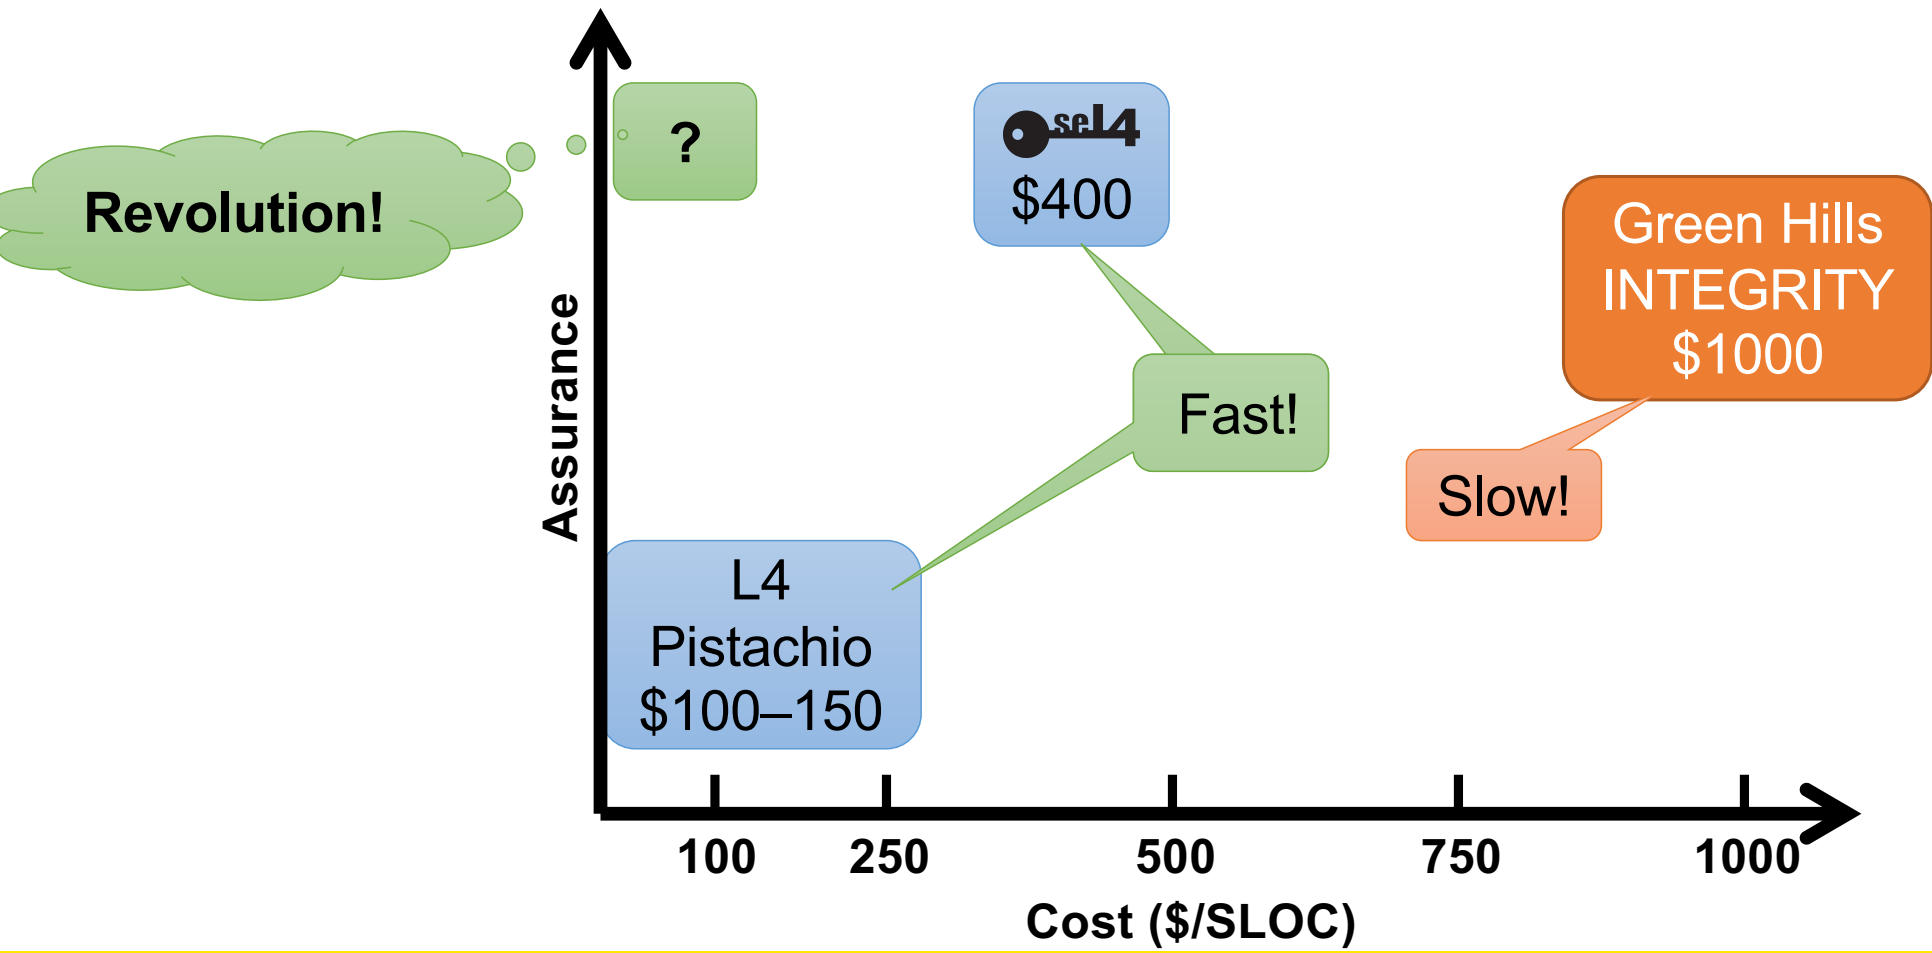 Revolution!
?
seL4
$400
Green Hills
INTEGRITY
$1000
Fast!
Slow!
Assurance
L4
Pistachio
$100–150
100 250 500 750 1000
Cost ($/SLOC)